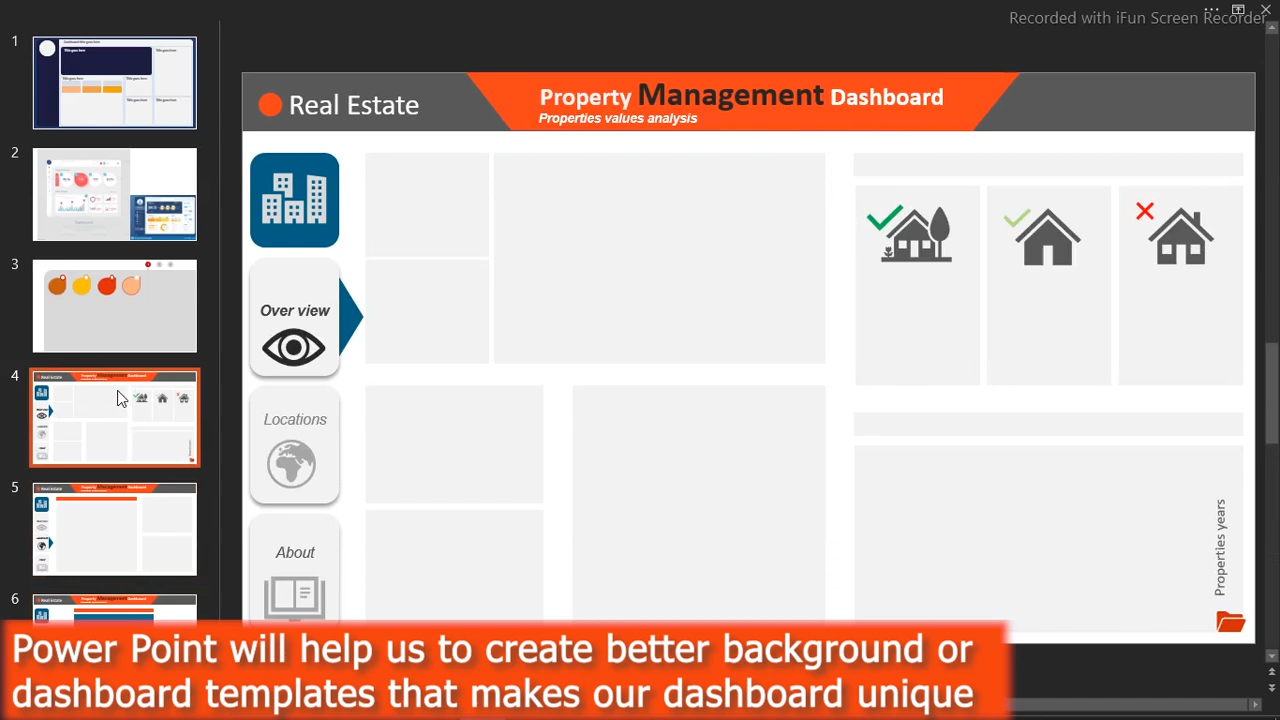 Recorded with iFun Screen Recorder
1
2
3
4
5
6
Real Estate
Property Management Dashboard
Properties values analysis
Over view
Locations
About
Properties years
Power Point will help us to create better background or
dashboard templates that makes our dashboard unique